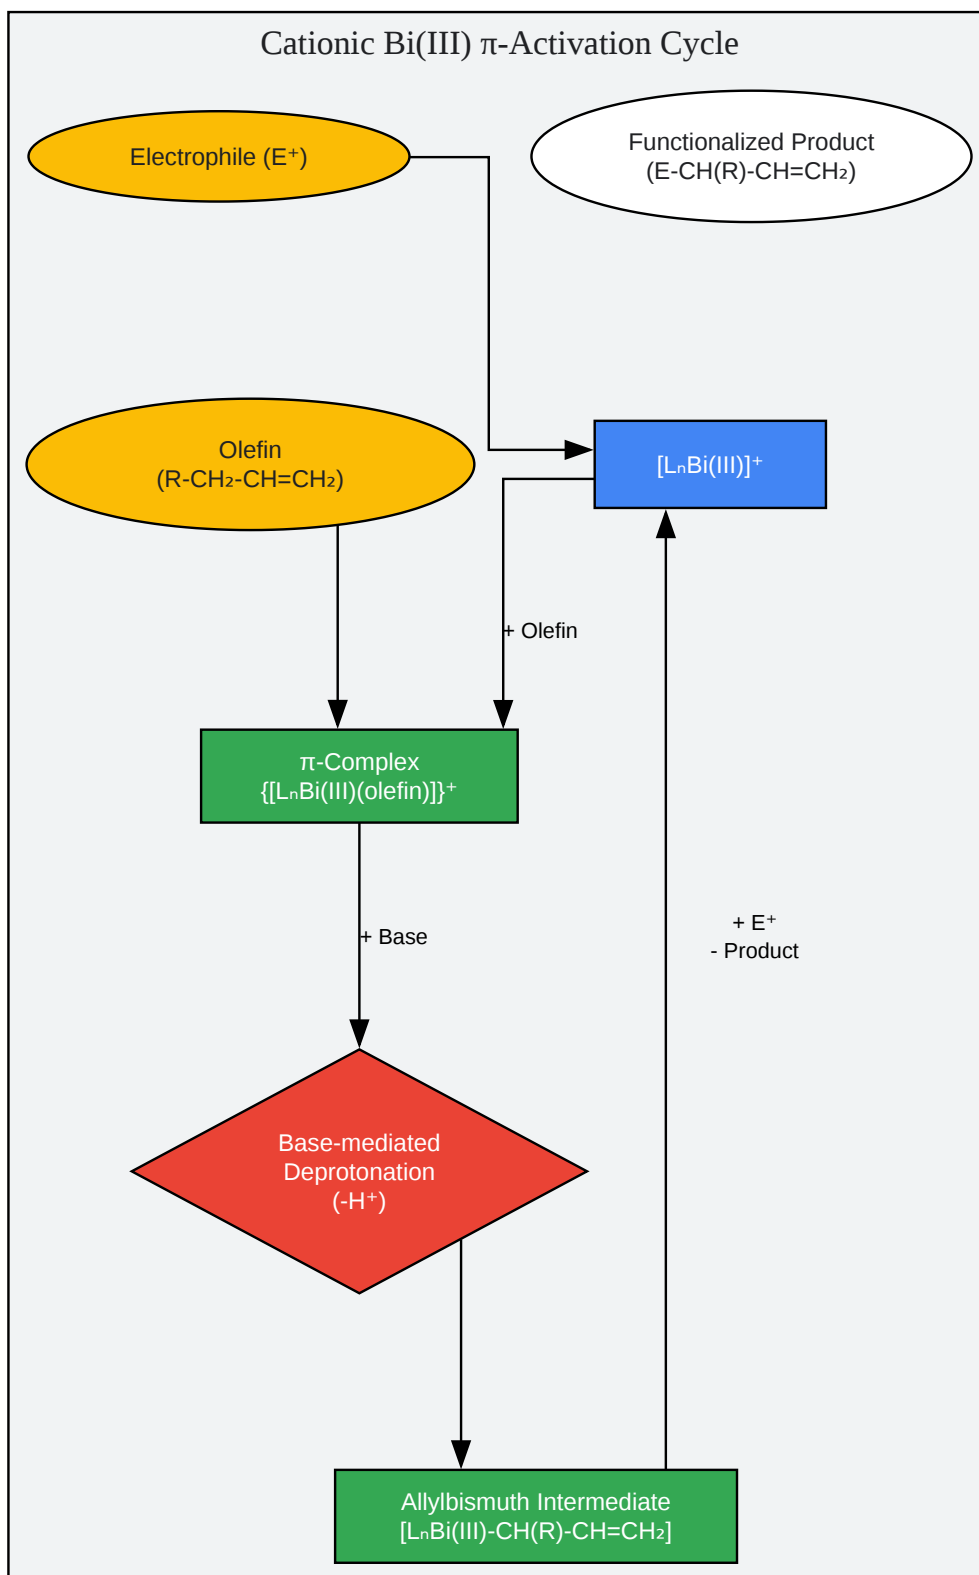 Cationic Bi(III) π-Activation Cycle
Electrophile (E⁺)
Functionalized Product
(E-CH(R)-CH=CH₂)
Olefin
(R-CH₂-CH=CH₂)
[LₙBi(III)]⁺
+ Olefin
π-Complex
{[LₙBi(III)(olefin)]}⁺
+ Base
+ E⁺
- Product
Base-mediated
Deprotonation
(-H⁺)
Allylbismuth Intermediate
[LₙBi(III)-CH(R)-CH=CH₂]